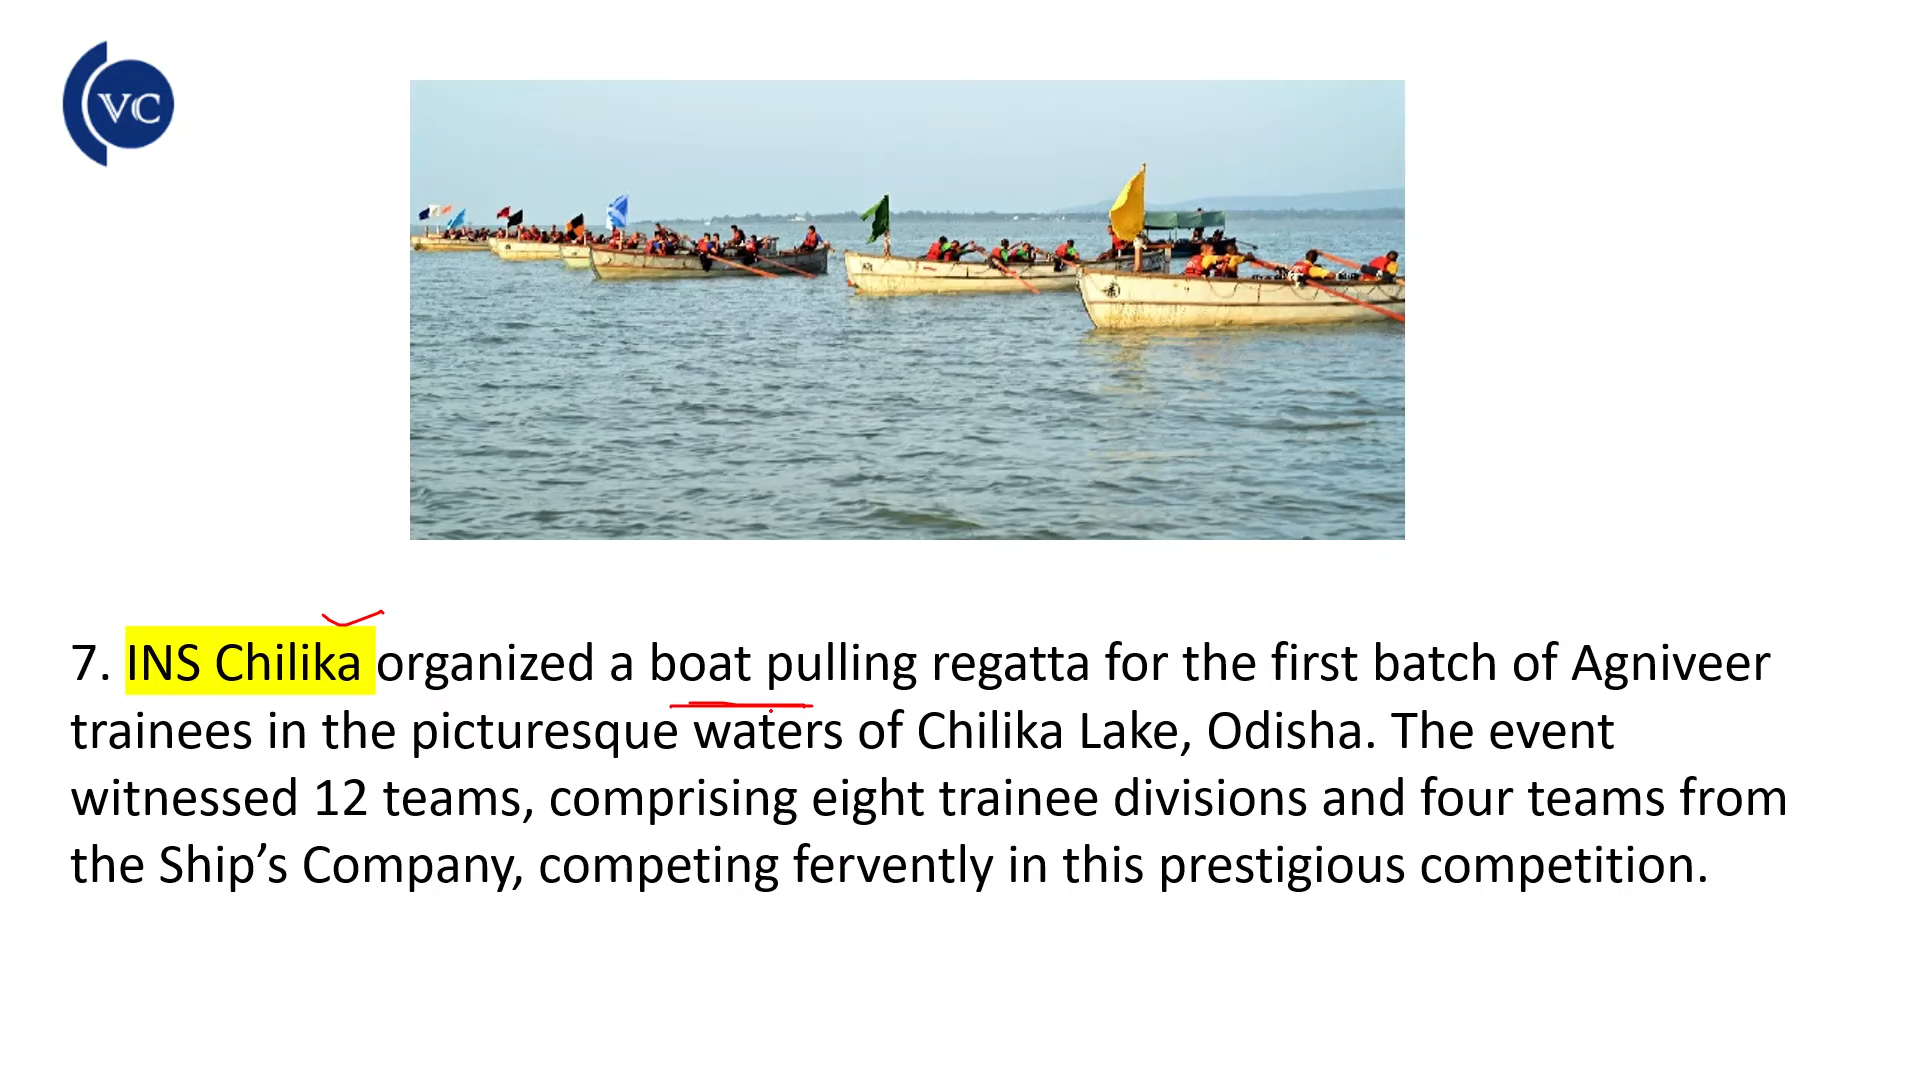 VC
7. INS Chilika organized a boat pulling regatta for the first batch of Agniveer
trainees in the picturesque waters of Chilika Lake, Odisha. The event
witnessed 12 teams, comprising eight trainee divisions and four teams from
the Ship’s Company, competing fervently in this prestigious competition.